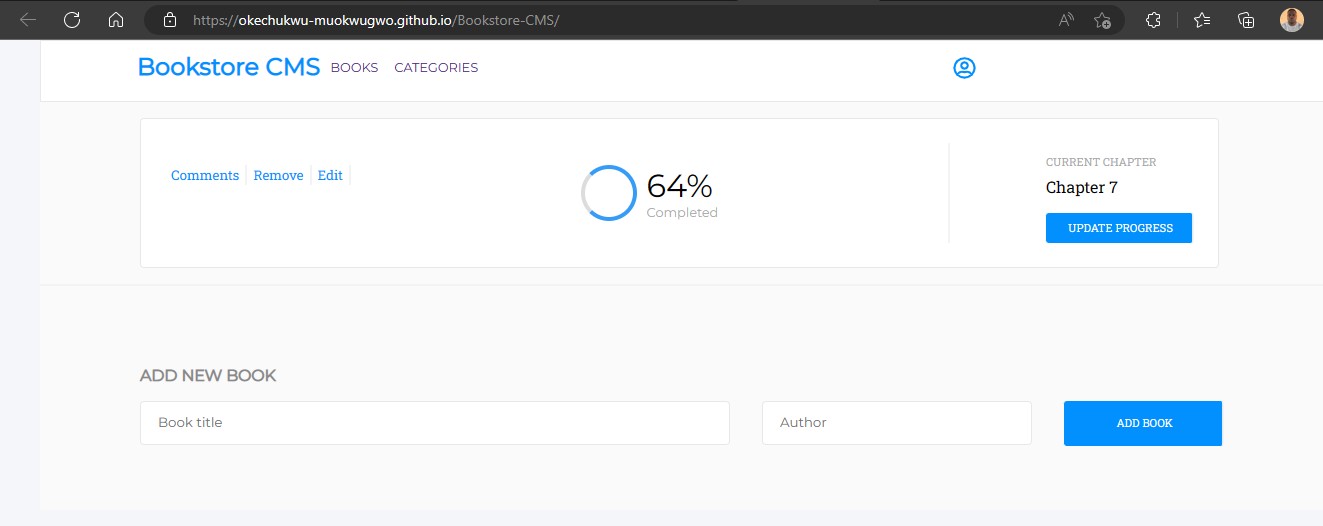 https://okechukwu-muokwugwo.github.io/Bookstore-CMS/
Bookstore CMS BOOKS CATEGORIES
Comments Remove Edit
64%
Completed
CURRENT CHAPTER
Chapter 7
UPDATE PROGRESS
ADD NEW BOOK
Book title Author ADD BOOK